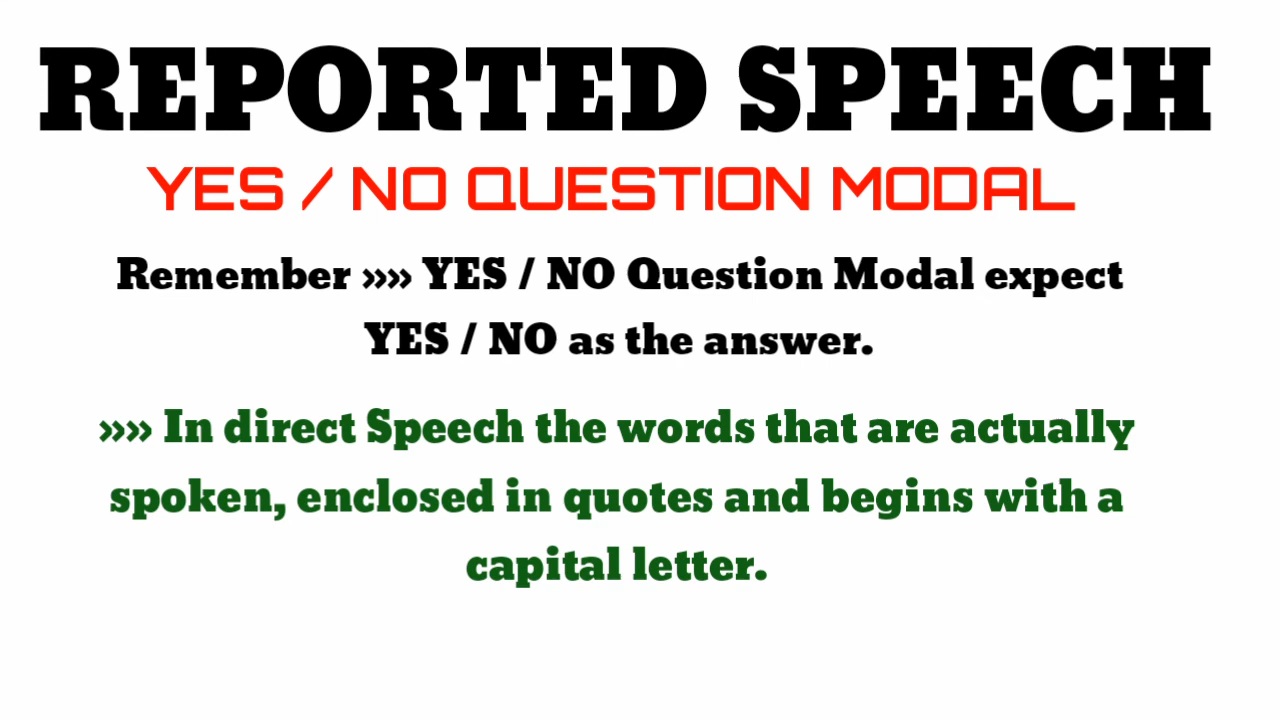 REPORTED SPEECH
YES / NO QUESTION MODAL
Remember »» YES / NO Question Modal expect
YES / NO as the answer.
»» In direct Speech the words that are actually
spoken, enclosed in quotes and begins with a
capital letter.